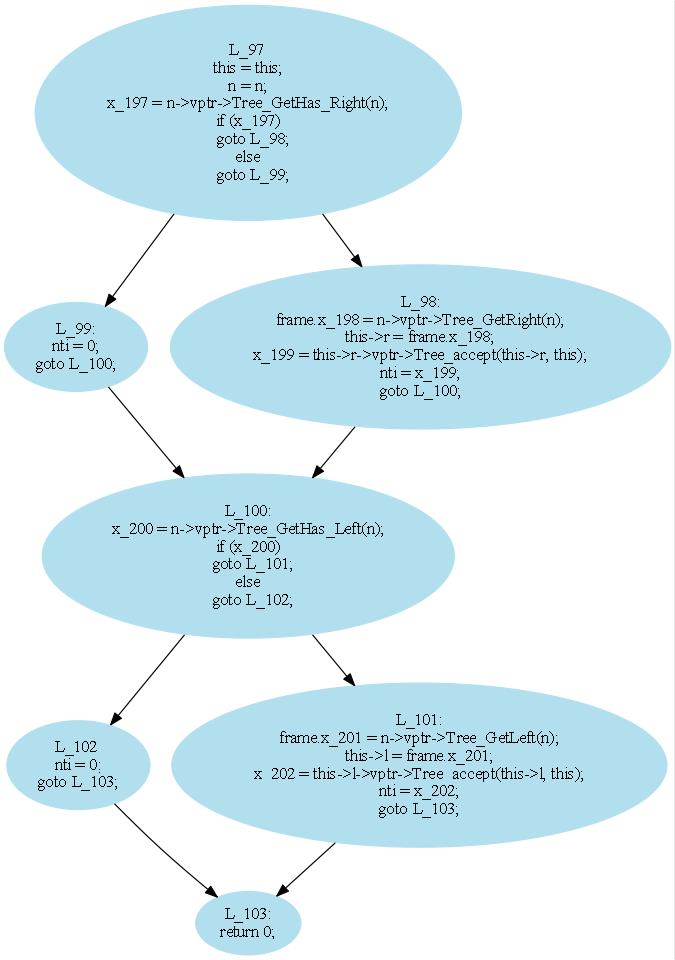 L_97
this = this;
n = n;
x_197 = n->vptr->Tree_GetHas_Right(n);
if (x_197)
goto L_98;
else
goto L_99;
L_99:
nti = 0;
goto L_100;
L_98:
frame.x_198 = n->vptr->Tree_GetRight(n);
this->r = frame.x_198;
x_199 = this->r->vptr->Tree_accept(this->r, this);
nti = x_199;
goto L_100;
L_100:
x_200 = n->vptr->Tree_GetHas_Left(n);
if (x_200)
goto L_101;
else
goto L_102;
L_102
nti = 0:
goto L_103;
L_101:
frame.x_201 = n->vptr->Tree_GetLeft(n);
this->l = frame.x_201;
x_202 = this->l->vptr->Tree_accept(this->l, this);
nti = x_202;
goto L_103;
L_103:
return 0;